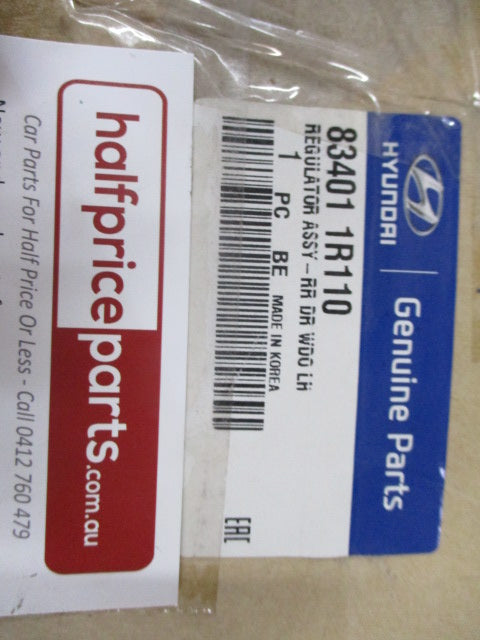 HYUNDAI
Genuine Parts
83401 1R110
REGULATOR ASSY-RR DR WDO LH
1 PC BE MADE IN KOREA
EAC
halfpriceparts.com.au
Car Parts For Half Price Or Less - Call 0412 760 479